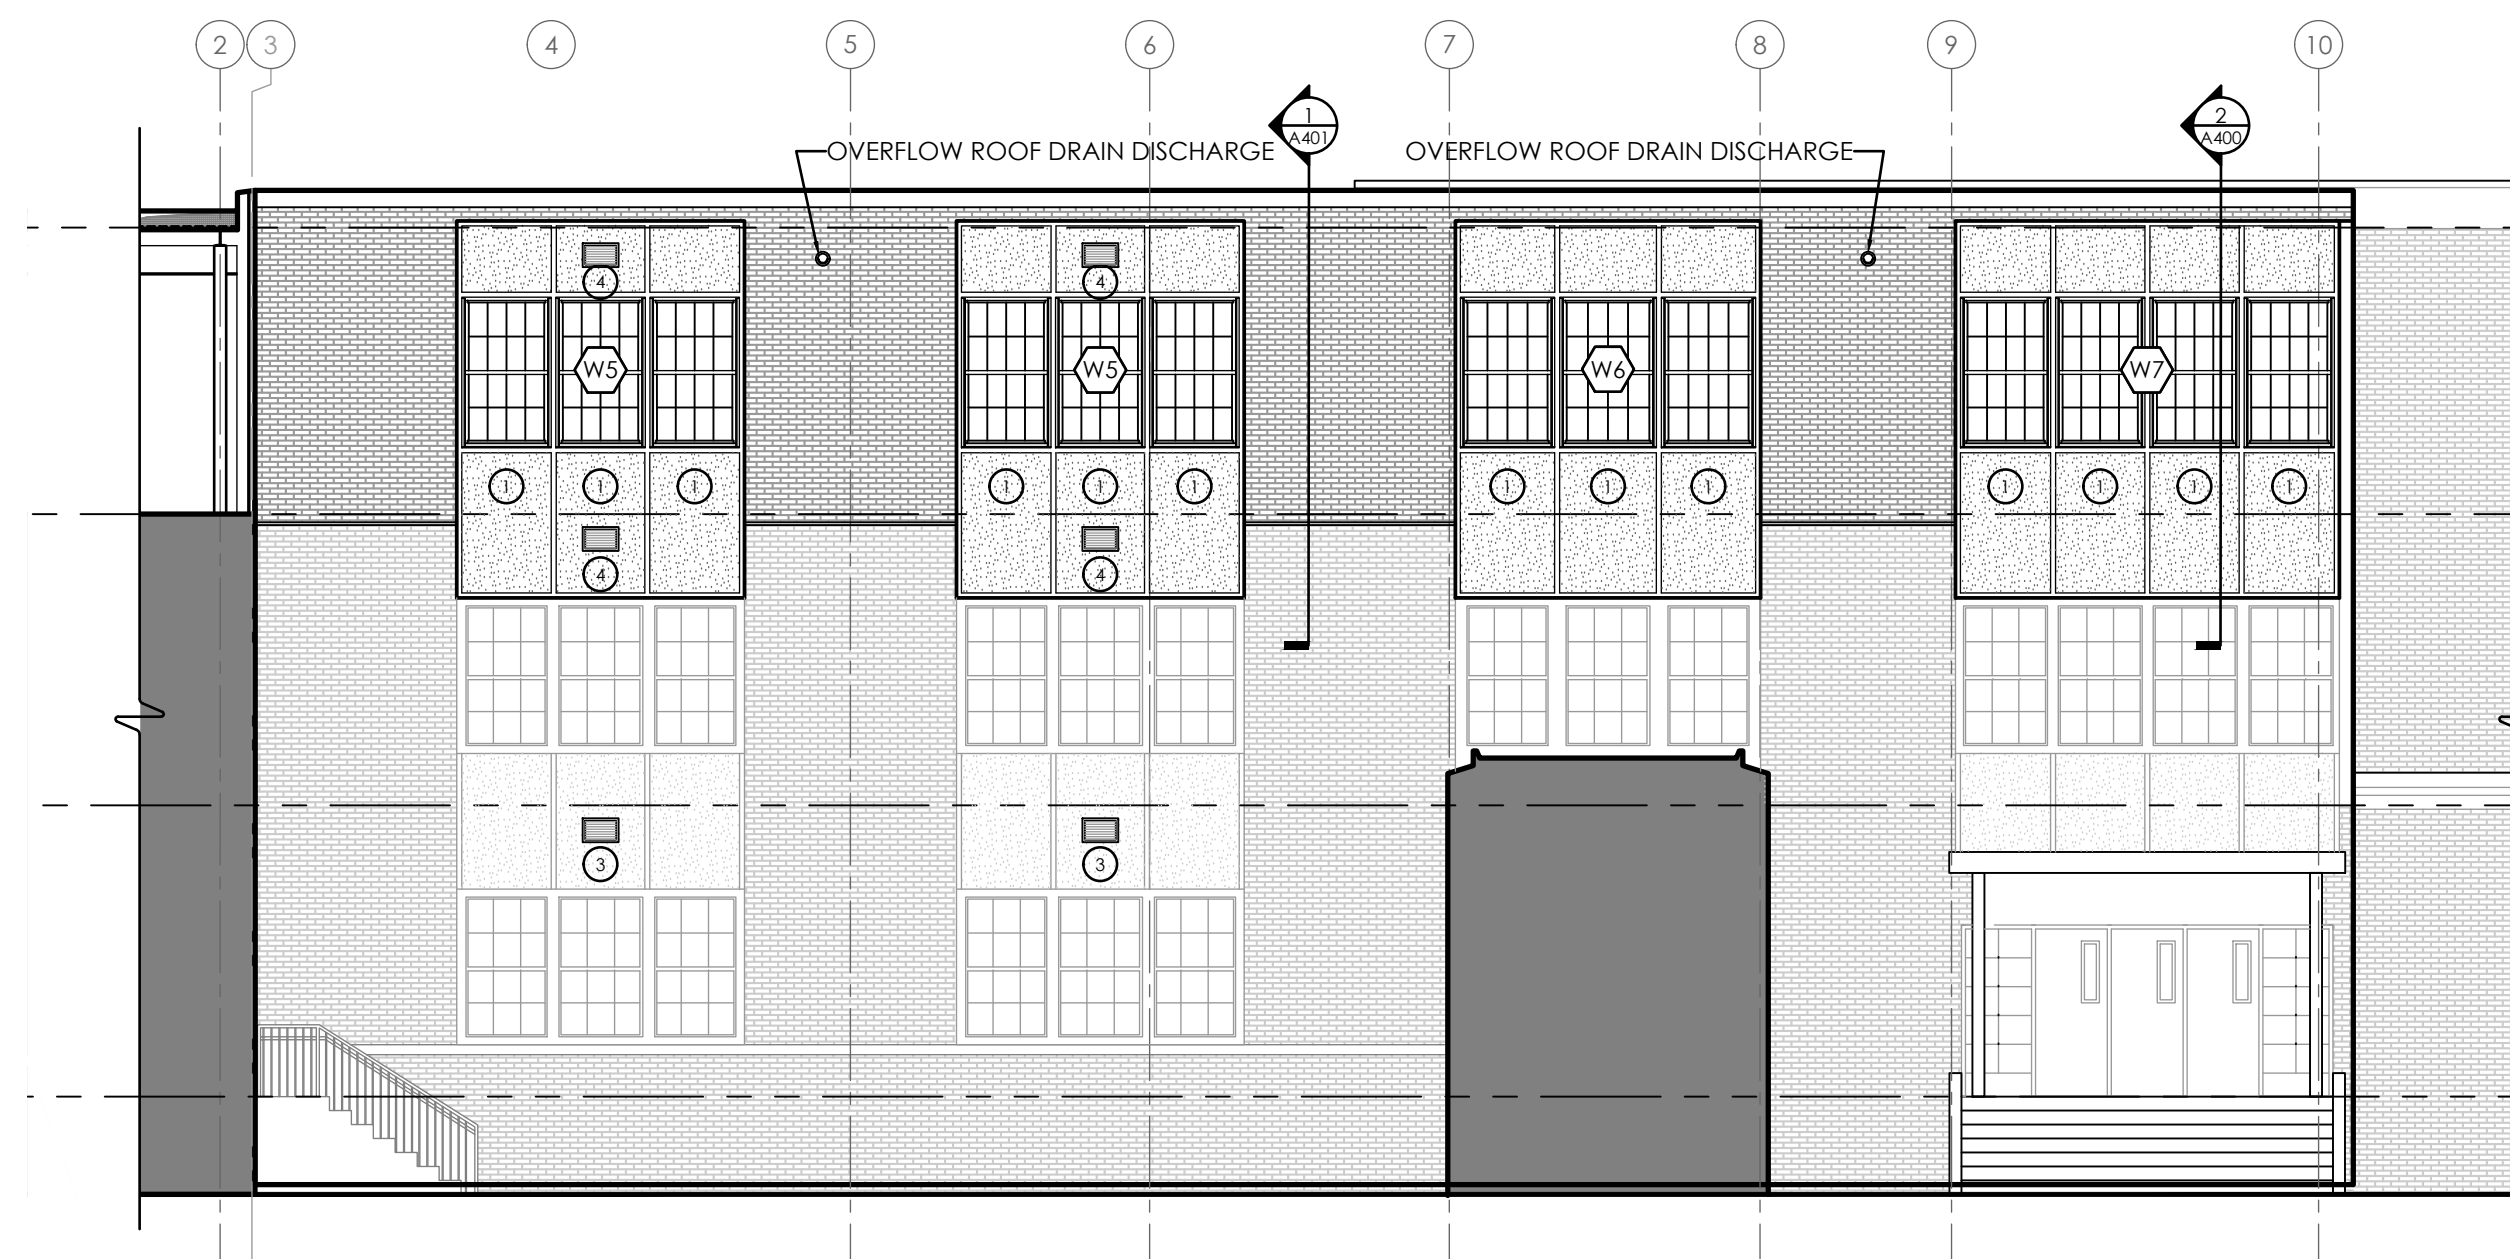 2 3 4 5 6 7 8 9 10
1
A401
2
A400
OVERFLOW ROOF DRAIN DISCHARGE
OVERFLOW ROOF DRAIN DISCHARGE
4 4
W5 W5 W6 W7
1 1 1 1 1 1 1 1 1 1 1 1 1
4 4
3 3